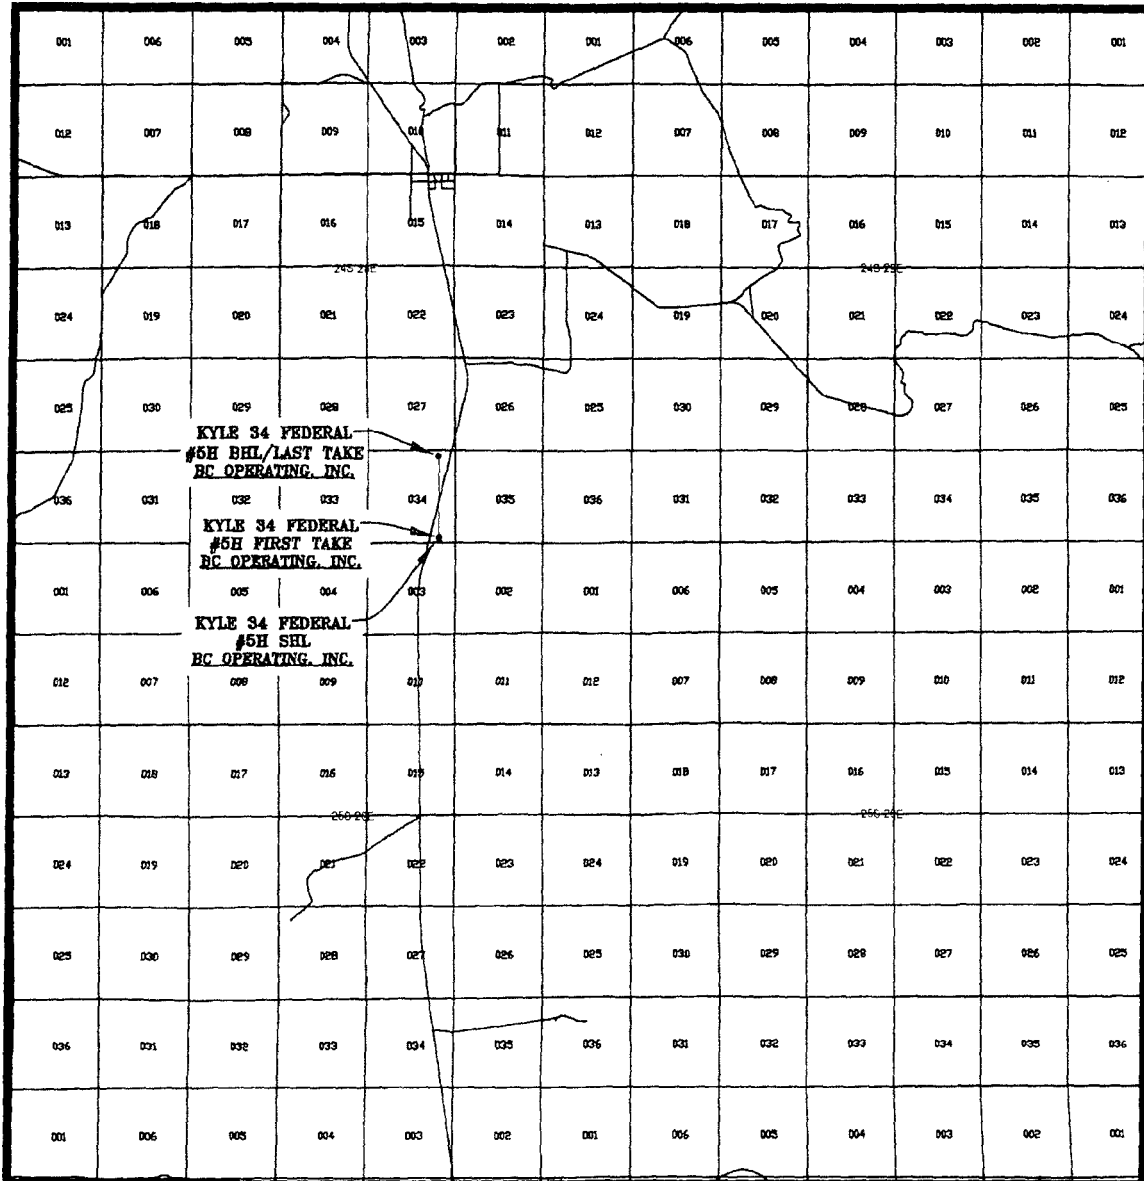 001 006 005 004 003 002 001 006 005 004 003 002 001
012 007 008 009 010 011 012 007 008 009 010 011 012
013 018 017 016 015 014 013 018 017 016 015 014 013
024 019 020 021 022 023 024 019 020 021 022 023 024
025 030 029 028 027 026 025 030 029 028 027 026 025
KYLE 34 FEDERAL
#5H BHL/LAST TAKE
BC OPERATING, INC.
036 031 032 033 034 035 036 031 032 033 034 035 036
KYLE 34 FEDERAL
#5H FIRST TAKE
BC OPERATING, INC.
001 006 005 004 003 002 001 006 005 004 003 002 001
KYLE 34 FEDERAL
#5H SHL
BC OPERATING, INC.
012 007 008 009 010 011 012 007 008 009 010 011 012
013 018 017 016 015 014 013 018 017 016 015 014 013
024 019 020 021 022 023 024 019 020 021 022 023 024
025 030 029 028 027 026 025 030 029 028 027 026 025
036 031 032 033 034 035 036 031 032 033 034 035 036
001 006 005 004 003 002 001 006 005 004 003 002 001